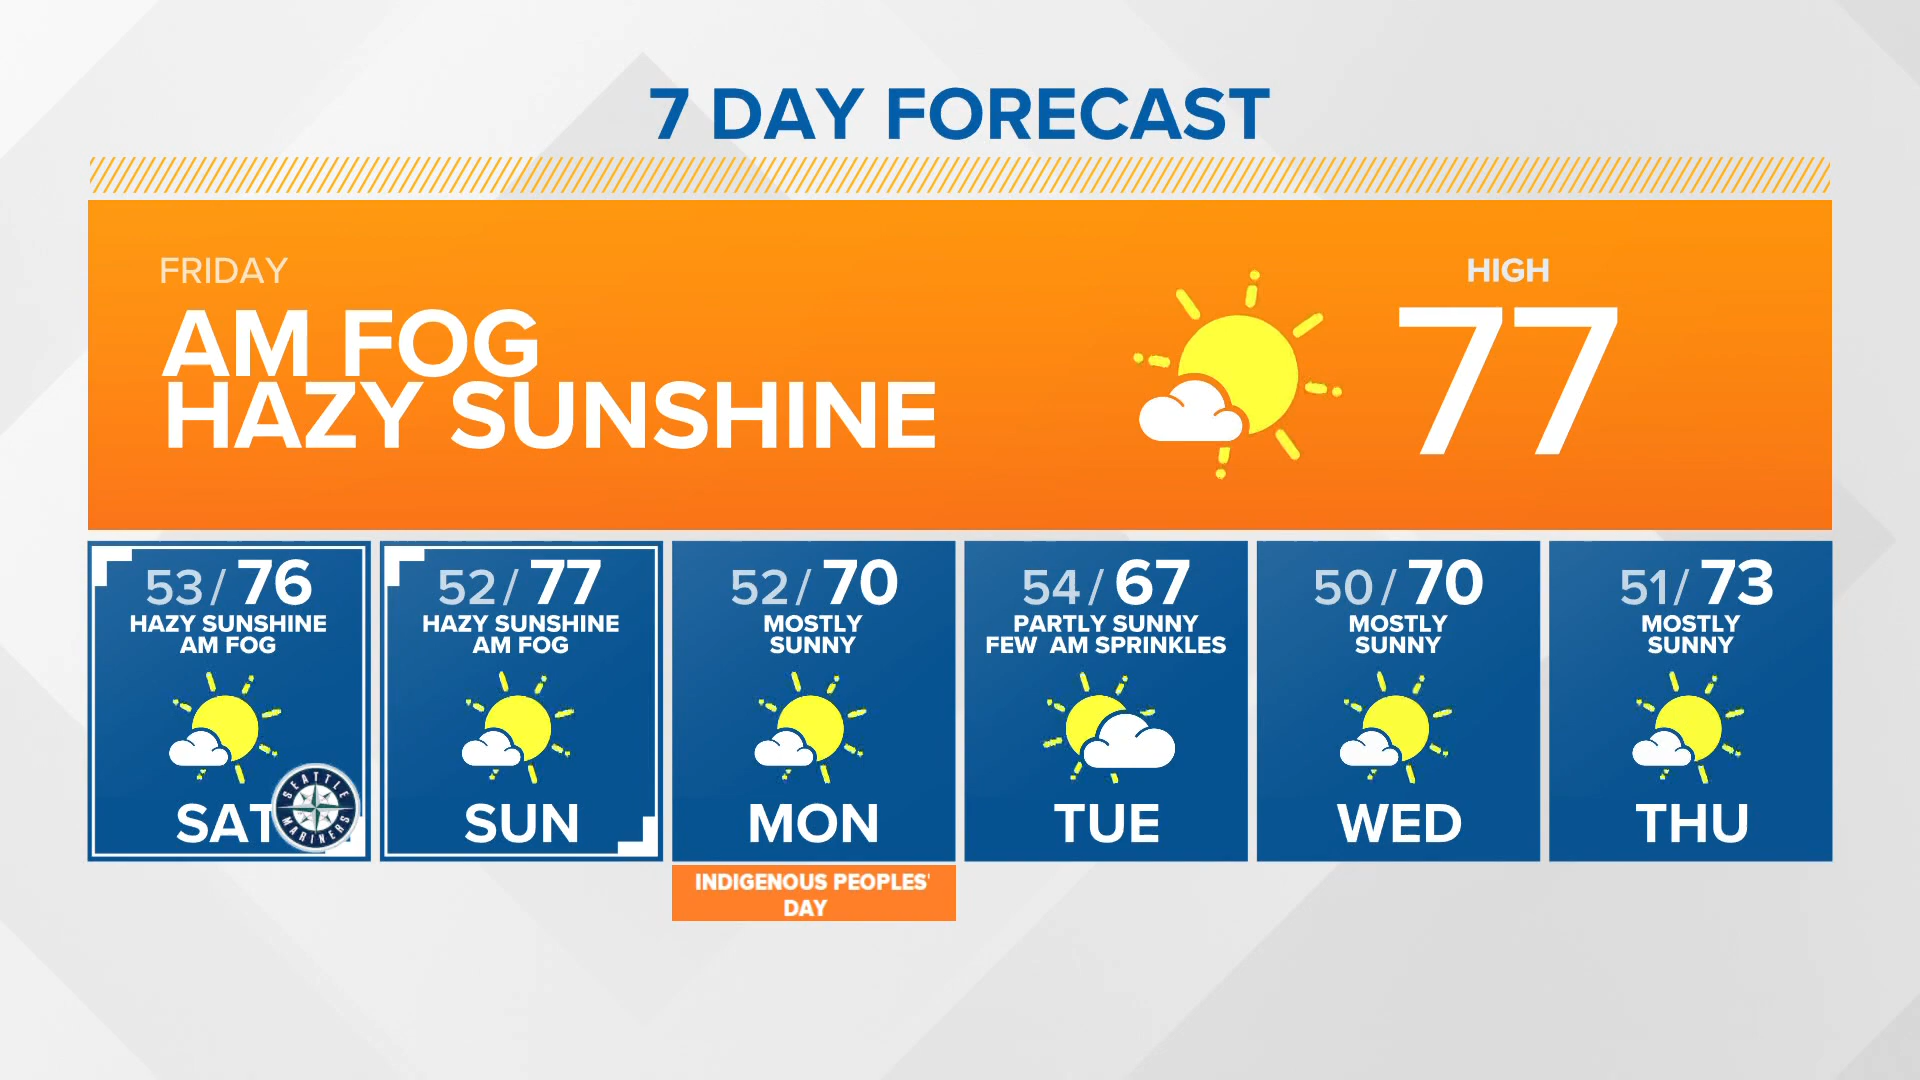 7 DAY FORECAST
FRIDAY
AM FOG
HAZY SUNSHINE
HIGH
77
53/76
HAZY SUNSHINE
AM FOG
SAT
SEATTLE
MARINERS
52/77
HAZY SUNSHINE
AM FOG
SUN
52/70
MOSTLY
SUNNY
MON
INDIGENOUS PEOPLES'
DAY
54/67
PARTLY SUNNY
FEW  AM SPRINKLES
TUE
50/70
MOSTLY
SUNNY
WED
51/73
MOSTLY
SUNNY
THU